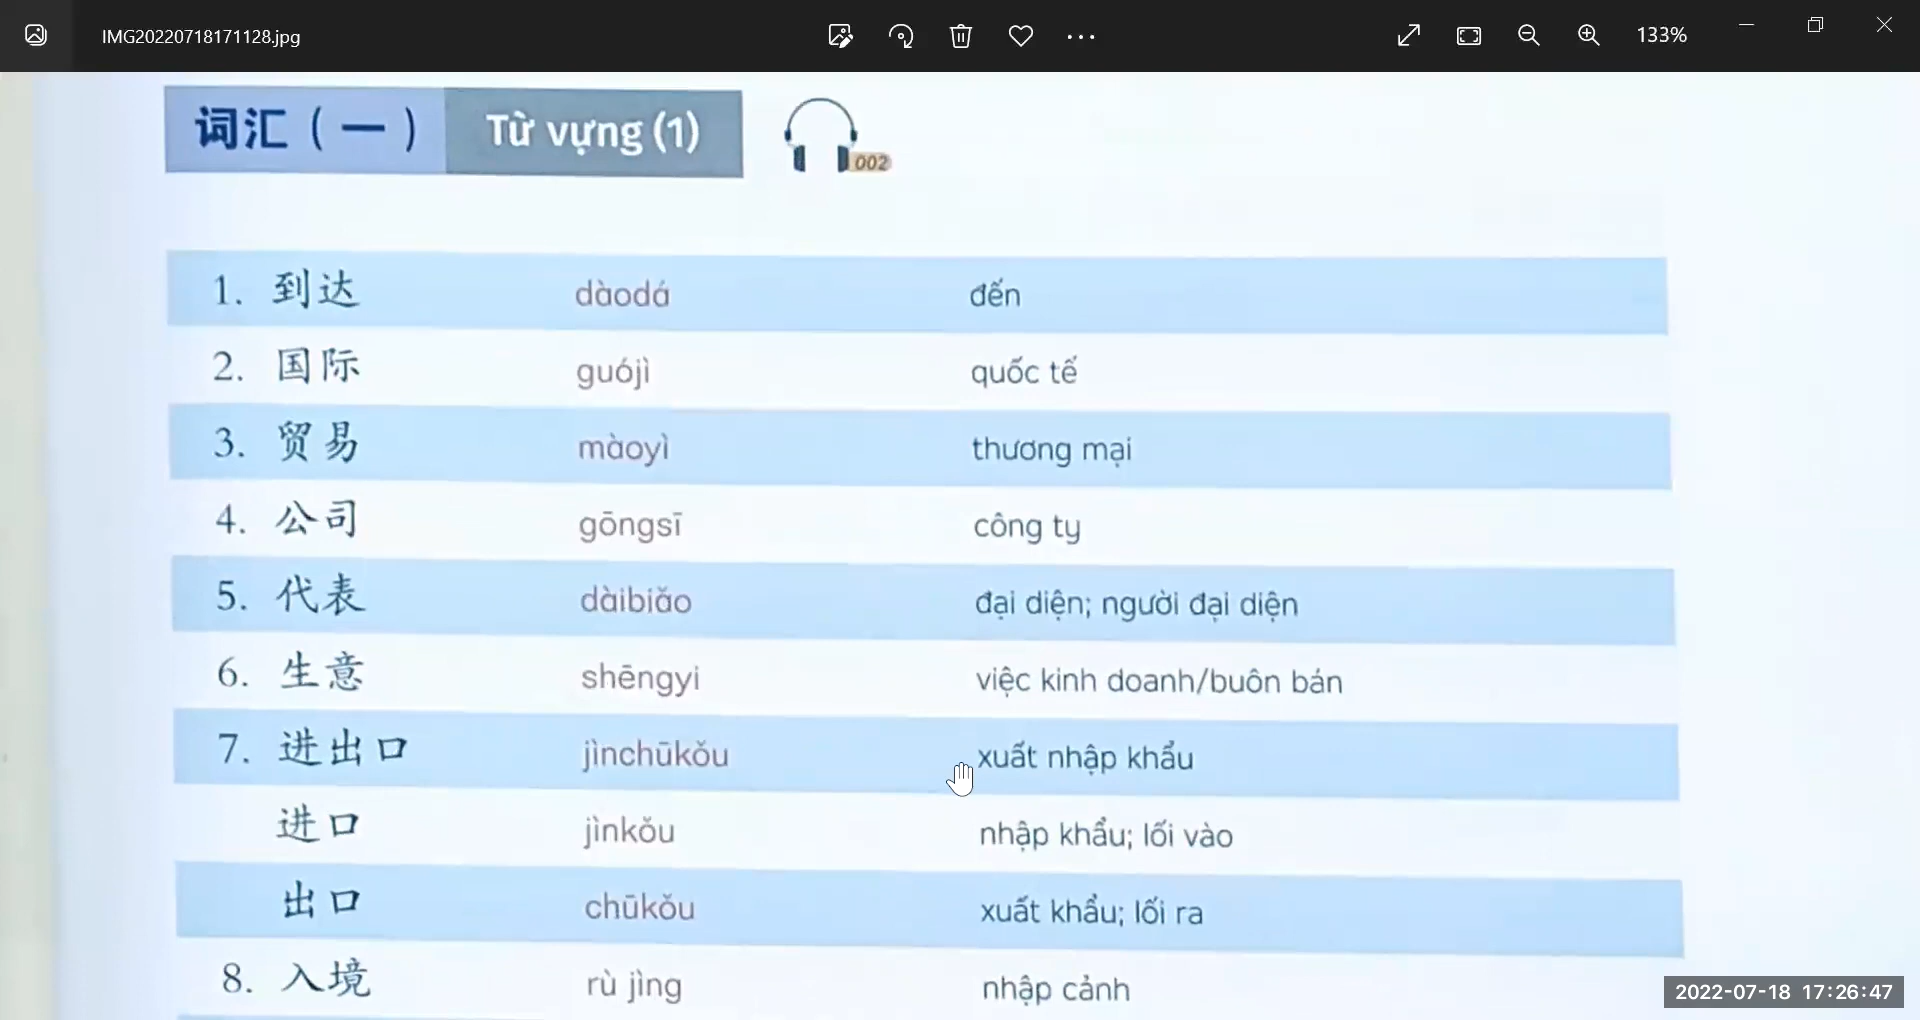 IMG20220718171128.jpg
133%
词汇（一） Từ vựng (1) 002
1. 到达 dàodá đến
2. 国际 guójì quốc tế
3. 贸易 màoyì thương mại
4. 公司 gōngsī công ty
5. 代表 dàibiǎo đại diện; người đại diện
6. 生意 shēngyi việc kinh doanh/buôn bán
7. 进出口 jìnchūkǒu xuất nhập khẩu
进口 jìnkǒu nhập khẩu; lối vào
出口 chūkǒu xuất khẩu; lối ra
8. 入境 rù jìng nhập cảnh
2022-07-18 17:26:47